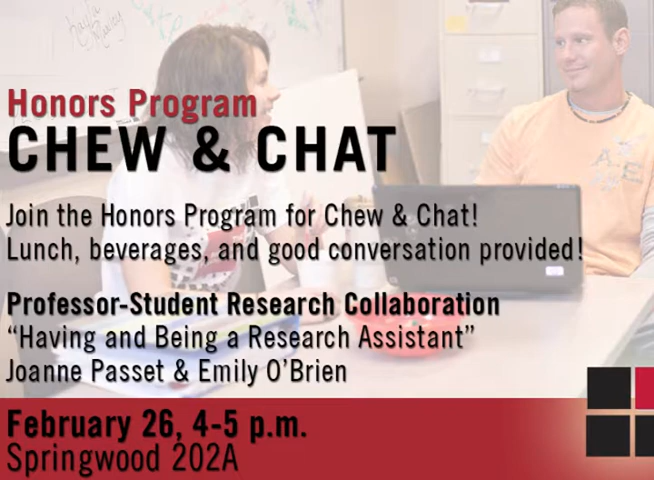 Kayla
Honors Program
CHEW & CHAT
Join the Honors Program for Chew & Chat!
Lunch, beverages, and good conversation provided!
Professor-Student Research Collaboration
“Having and Being a Research Assistant”
Joanne Passet & Emily O’Brien
February 26, 4-5 p.m.
Springwood 202A